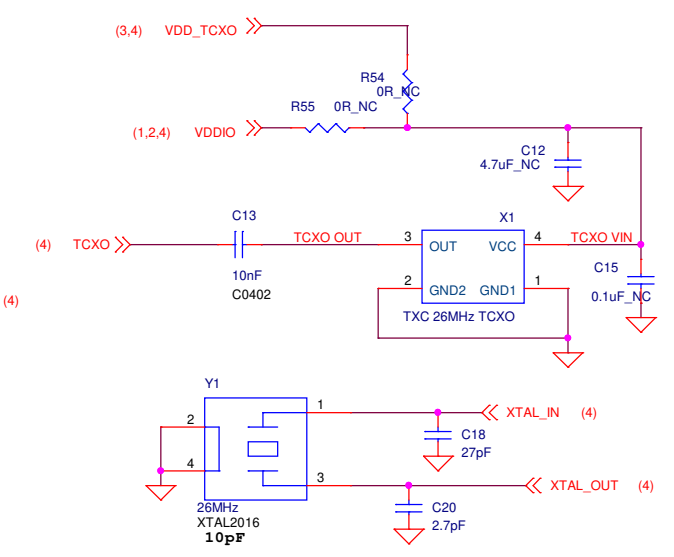 (3,4) VDD_TCXO
R54
0R_NC
R55 0R_NC
(1,2,4) VDDIO
C12
4.7uF_NC
C13
X1
(4) TCXO
TCXO OUT
3 OUT VCC 4
TCXO VIN
10nF
C0402
C15
0.1uF_NC
2 GND2 GND1 1
(4)
TXC 26MHz TCXO
Y1
1
XTAL_IN (4)
2
C18
27pF
4
3
XTAL_OUT (4)
26MHz
XTAL2016
10pF
C20
2.7pF